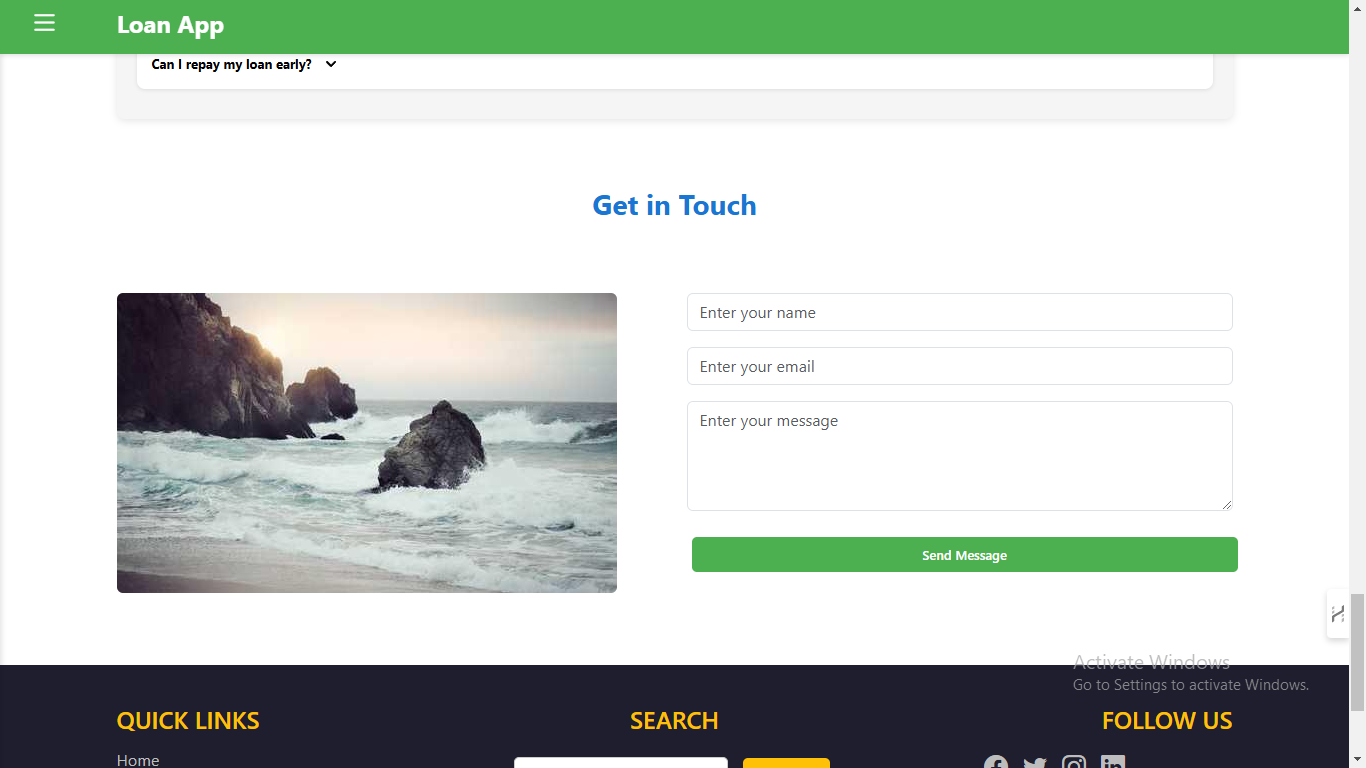 Loan App
Can I repay my loan early?
Get in Touch
Enter your name
Enter your email
Enter your message
Send Message
Activate Windows
Go to Settings to activate Windows.
QUICK LINKS
SEARCH
FOLLOW US
Home